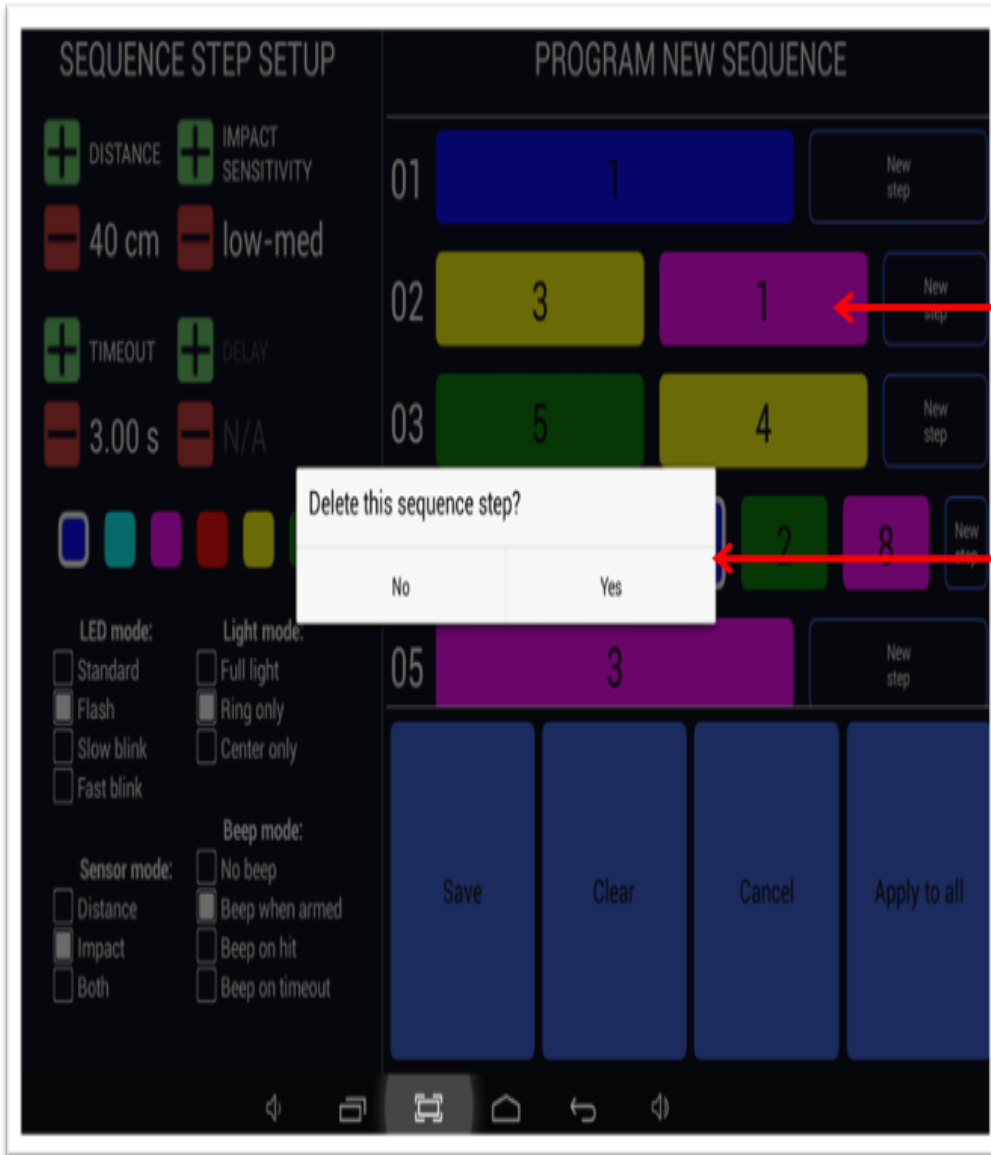 SEQUENCE STEP SETUP
PROGRAM NEW SEQUENCE
DISTANCE
IMPACT
SENSITIVITY
40 cm
low-med
TIMEOUT
DELAY
3.00 s
N/A
LED mode:
Light mode:
Standard
Full light
Flash
Ring only
Slow blink
Center only
Fast blink
Beep mode:
Sensor mode:
No beep
Distance
Beep when armed
Impact
Beep on hit
Both
Beep on timeout
01
1
New
step
02
3
1
New
step
03
5
4
New
step
Delete this sequence step?
No
Yes
2
8
New
step
05
3
New
step
Save
Clear
Cancel
Apply to all